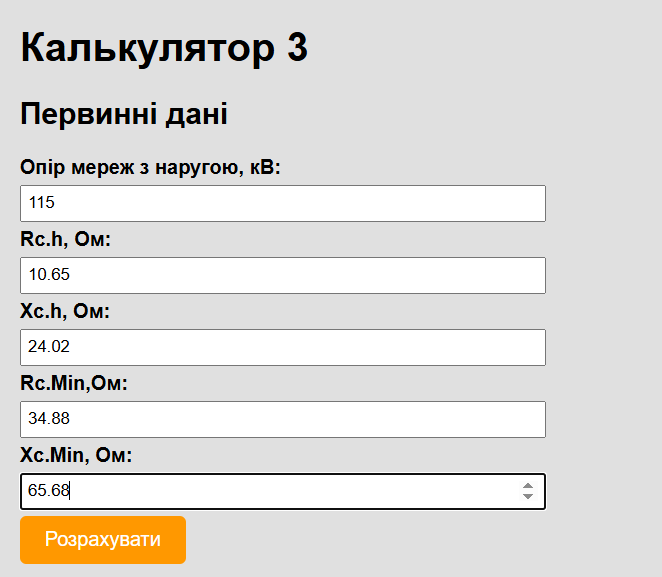 Калькулятор 3
Первинні дані
Опір мереж з наругою, кВ:
115
Rc.h, Ом:
10.65
Xc.h, Ом:
24.02
Rc.Min,Ом:
34.88
Xc.Min, Ом:
65.68
Розрахувати